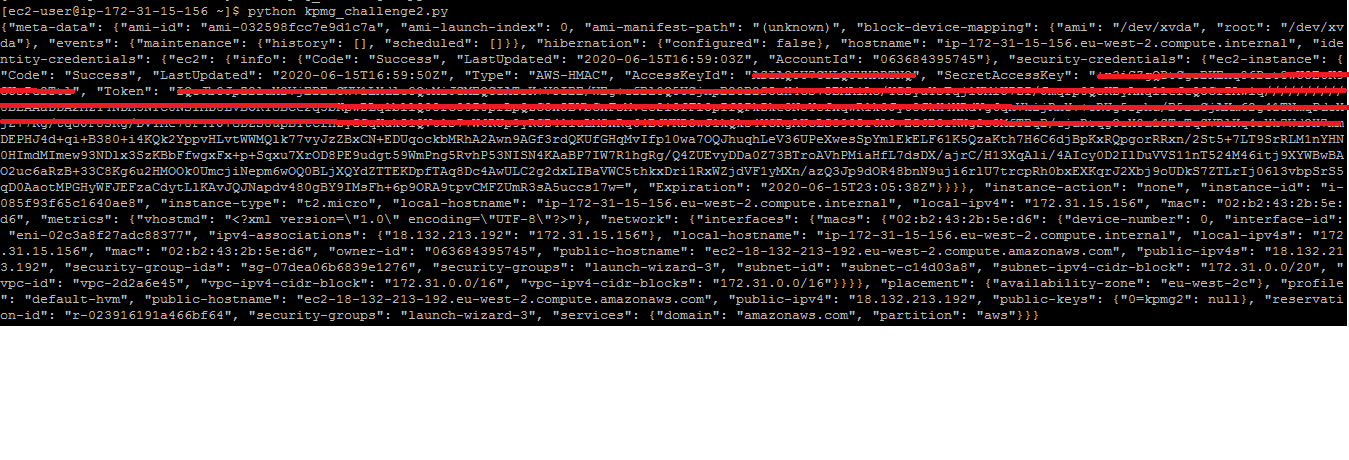 [ec2-user@ip-172-31-15-156 ~]$ python kpmg_challenge2.py
{"meta-data": {"ami-id": "ami-032598fcc7e9d1c7a", "ami-launch-index": 0, "ami-manifest-path": "(unknown)", "block-device-mapping": {"ami": "/dev/xvda", "root": "/dev/xv
da"}, "events": {"maintenance": {"history": [], "scheduled": []}}, "hibernation": {"configured": false}, "hostname": "ip-172-31-15-156.eu-west-2.compute.internal", "iden
tity-credentials": {"ec2": {"info": {"Code": "Success", "LastUpdated": "2020-06-15T16:59:03Z", "AccountId": "063684395745"}, "security-credentials": {"ec2-instance": {
"Code": "Success", "LastUpdated": "2020-06-15T16:59:50Z", "Type": "AWS-HMAC", "AccessKeyId": "", "SecretAccessKey": "
", "Token": "
DEPHJ4d+qi+B380+i4KQk2YppvHLvtWWMQlk77vyJzZBxCN+EDUqockbMRhA2Awn9AGf3rdQKUfGHqMvIfp10wa7OQJhuqhLeV36UPeXwesSpYmlEkELF61K5QzaKth7H6C6djBpKxRQpgorRRxn/2St5+7LT9SrRLM1nYHN
0HImdMImew93NDlx3SzKBbFfwgxFx+p+Sqxu7XrOD8PE9udgt59WmPng5RvhP53NISN4KAaBP7IW7R1hgRg/Q4ZUEvyDDa0Z73BTroAVhPMiaHfL7dsDX/ajrC/H13XqAli/4AIcy0D2IlDuVVS11nT524M46itj9XYWBwBA
O2uc6aRzB+33C8Kg6u2HMOOk0UmcjiNepm6wOQ0BLjXQYdZTTEKDpfTAq8Dc4AwULC2g2dxLIBaVWC5thkxDri1RxWZjdVF1yMXn/azQ3Jp9dOR48bnN9uji6rlU7trcpRh0bxEXKqrJ2Xbj9oUDkS7ZTLrIj06l3vbpSrS5
qD0AaotMPGHyWFJEFzaCdytLlKAvJQJNapdv480gBY9IMsFh+6p9ORA9tpvCMFZUmR3sA5uccs17w=", "Expiration": "2020-06-15T23:05:38Z"}}}}, "instance-action": "none", "instance-id": "i-
085f93f65c1640ae8", "instance-type": "t2.micro", "local-hostname": "ip-172-31-15-156.eu-west-2.compute.internal", "local-ipv4": "172.31.15.156", "mac": "02:b2:43:2b:5e:
d6", "metrics": {"vhostmd": "<?xml version=\"1.0\" encoding=\"UTF-8\"?>"}, "network": {"interfaces": {"macs": {"02:b2:43:2b:5e:d6": {"device-number": 0, "interface-id":
"eni-02c3a8f27adc88377", "ipv4-associations": {"18.132.213.192": "172.31.15.156"}, "local-hostname": "ip-172-31-15-156.eu-west-2.compute.internal", "local-ipv4s": "172
.31.15.156", "mac": "02:b2:43:2b:5e:d6", "owner-id": "063684395745", "public-hostname": "ec2-18-132-213-192.eu-west-2.compute.amazonaws.com", "public-ipv4s": "18.132.21
3.192", "security-group-ids": "sg-07dea06b6839e1276", "security-groups": "launch-wizard-3", "subnet-id": "subnet-c14d03a8", "subnet-ipv4-cidr-block": "172.31.0.0/20", "
vpc-id": "vpc-2d2a6e45", "vpc-ipv4-cidr-block": "172.31.0.0/16", "vpc-ipv4-cidr-blocks": "172.31.0.0/16"}}}}, "placement": {"availability-zone": "eu-west-2c"}, "profile
": "default-hvm", "public-hostname": "ec2-18-132-213-192.eu-west-2.compute.amazonaws.com", "public-ipv4": "18.132.213.192", "public-keys": {"0=kpmg2": null}, "reservati
on-id": "r-023916191a466bf64", "security-groups": "launch-wizard-3", "services": {"domain": "amazonaws.com", "partition": "aws"}}}